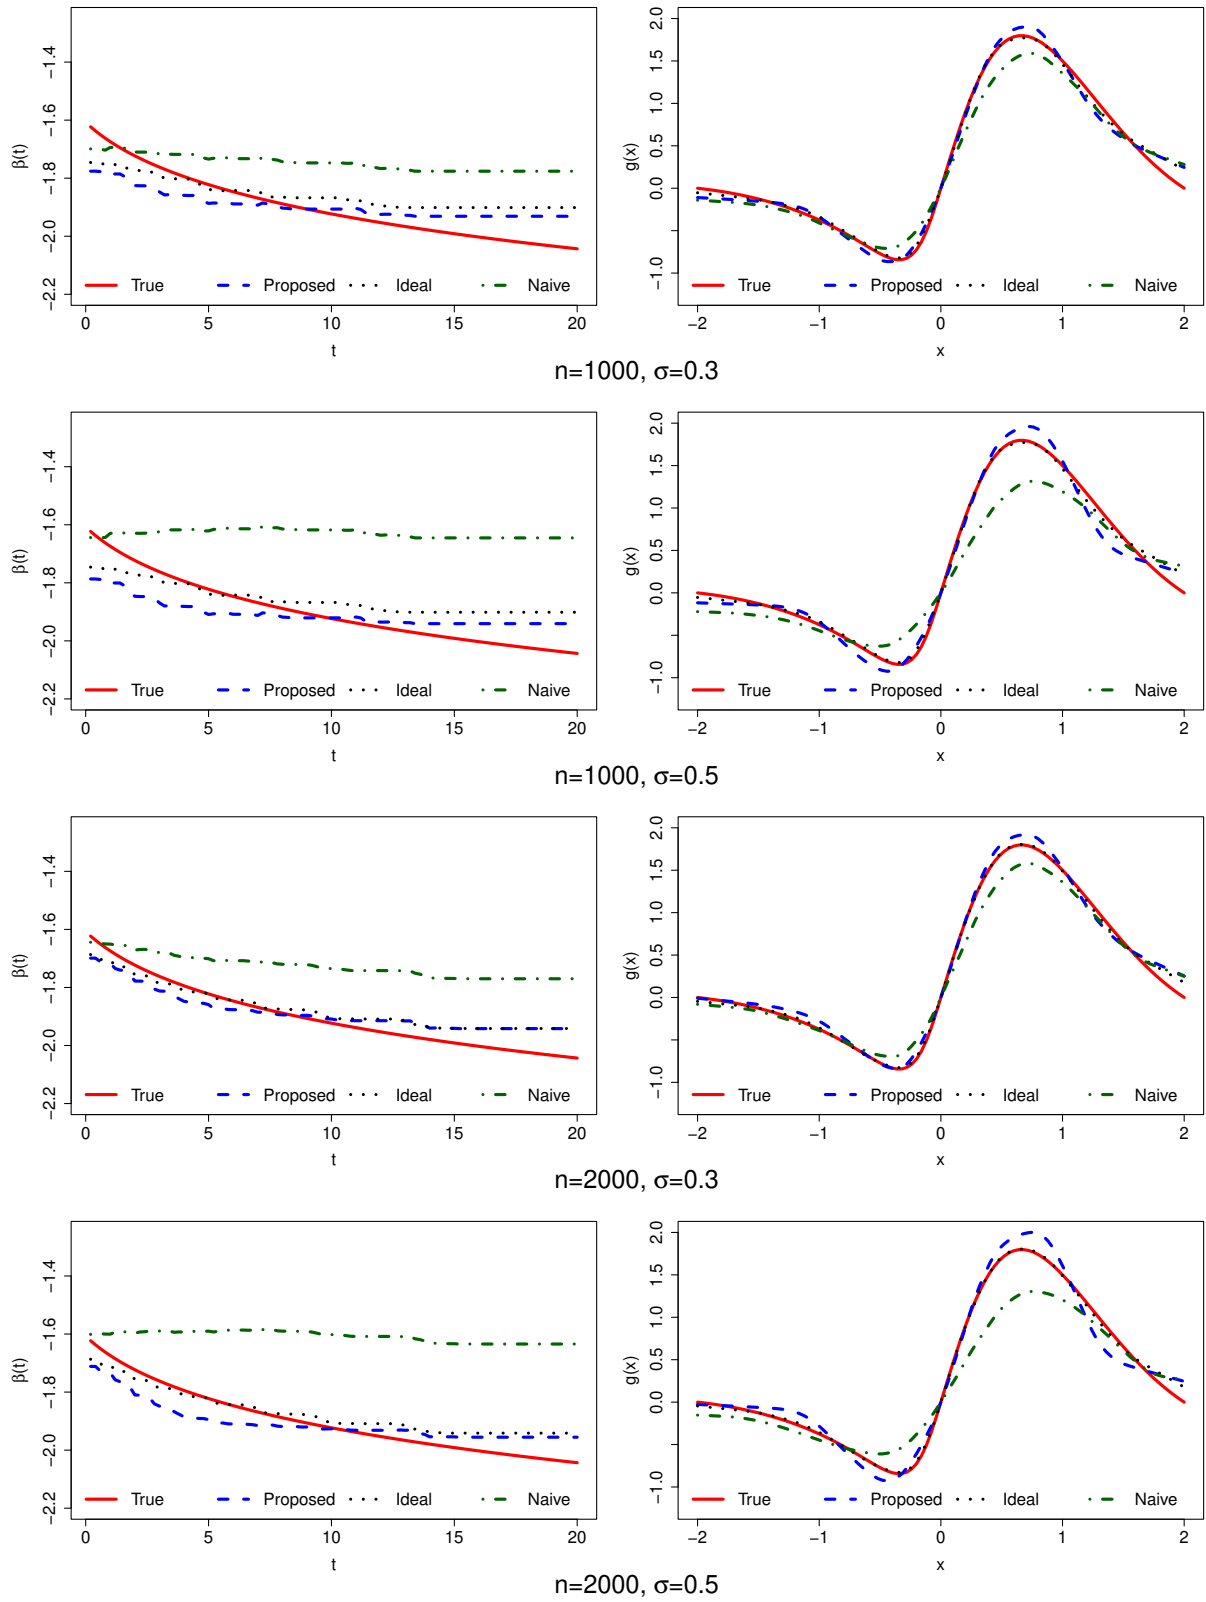 −1.4
−1.6
−1.8
−2.0
−2.2
β(t)
True
Proposed
Ideal
Naive
0
5
10
15
20
t
2.0
1.5
1.0
0.5
0.0
−1.0
g(x)
True
Proposed
Ideal
Naive
−2
−1
0
1
2
x
n=1000, σ=0.3
−1.4
−1.6
−1.8
−2.0
−2.2
β(t)
True
Proposed
Ideal
Naive
0
5
10
15
20
t
2.0
1.5
1.0
0.5
0.0
−1.0
g(x)
True
Proposed
Ideal
Naive
−2
−1
0
1
2
x
n=1000, σ=0.5
−1.4
−1.6
−1.8
−2.0
−2.2
β(t)
True
Proposed
Ideal
Naive
0
5
10
15
20
t
2.0
1.5
1.0
0.5
0.0
−1.0
g(x)
True
Proposed
Ideal
Naive
−2
−1
0
1
2
x
n=2000, σ=0.3
−1.4
−1.6
−1.8
−2.0
−2.2
β(t)
True
Proposed
Ideal
Naive
0
5
10
15
20
t
2.0
1.5
1.0
0.5
0.0
−1.0
g(x)
True
Proposed
Ideal
Naive
−2
−1
0
1
2
x
n=2000, σ=0.5